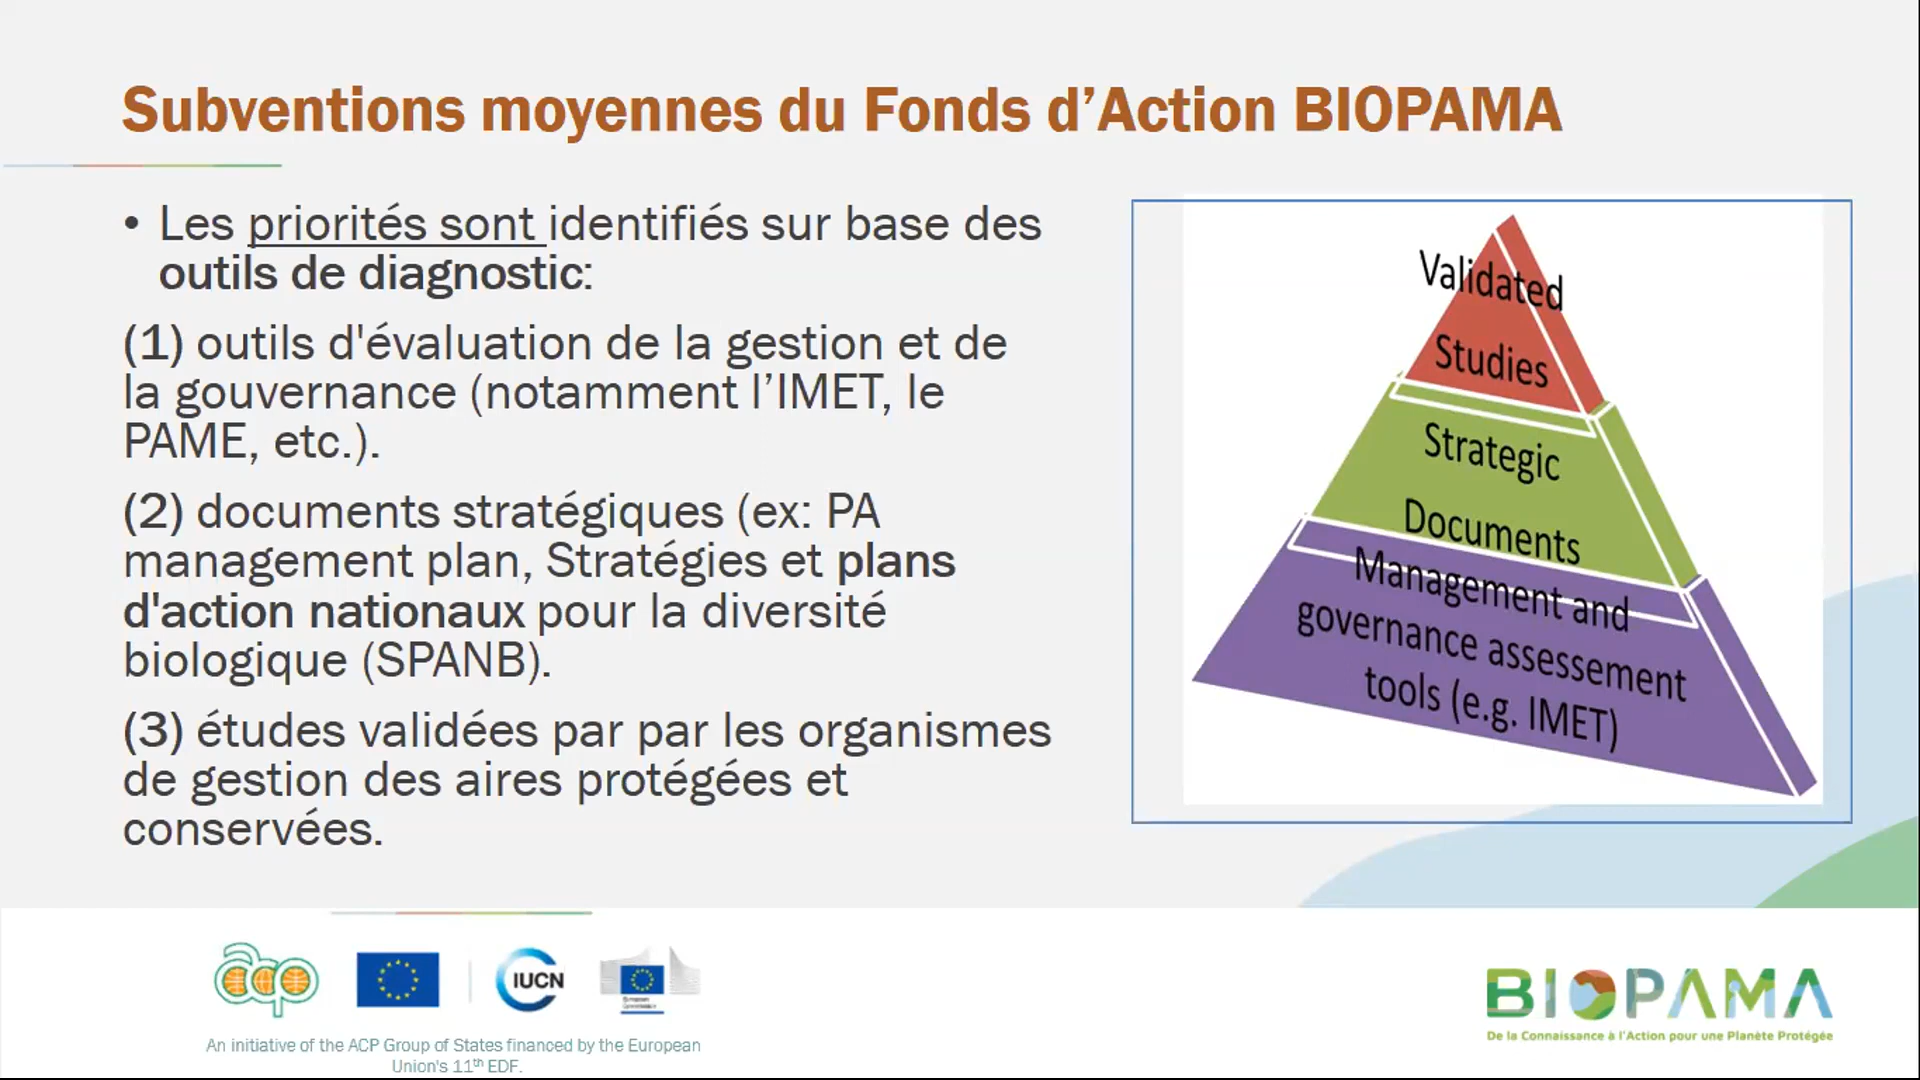 Subventions moyennes du Fonds d’Action BIOPAMA
• Les priorités sont identifiés sur base des
outils de diagnostic:
(1) outils d'évaluation de la gestion et de
la gouvernance (notamment l’IMET, le
PAME, etc.).
(2) documents stratégiques (ex: PA
management plan, Stratégies et plans
d'action nationaux pour la diversité
biologique (SPANB).
(3) études validées par par les organismes
de gestion des aires protégées et
conservées.
Validated
Studies
Strategic
Documents
Management and
governance assessement
tools (e.g. IMET)
acp
IUCN
European
Commission
An initiative of the ACP Group of States financed by the European
Union's 11th EDF.
BIOPAMA
De la Connaissance à l'Action pour une Planète Protégée